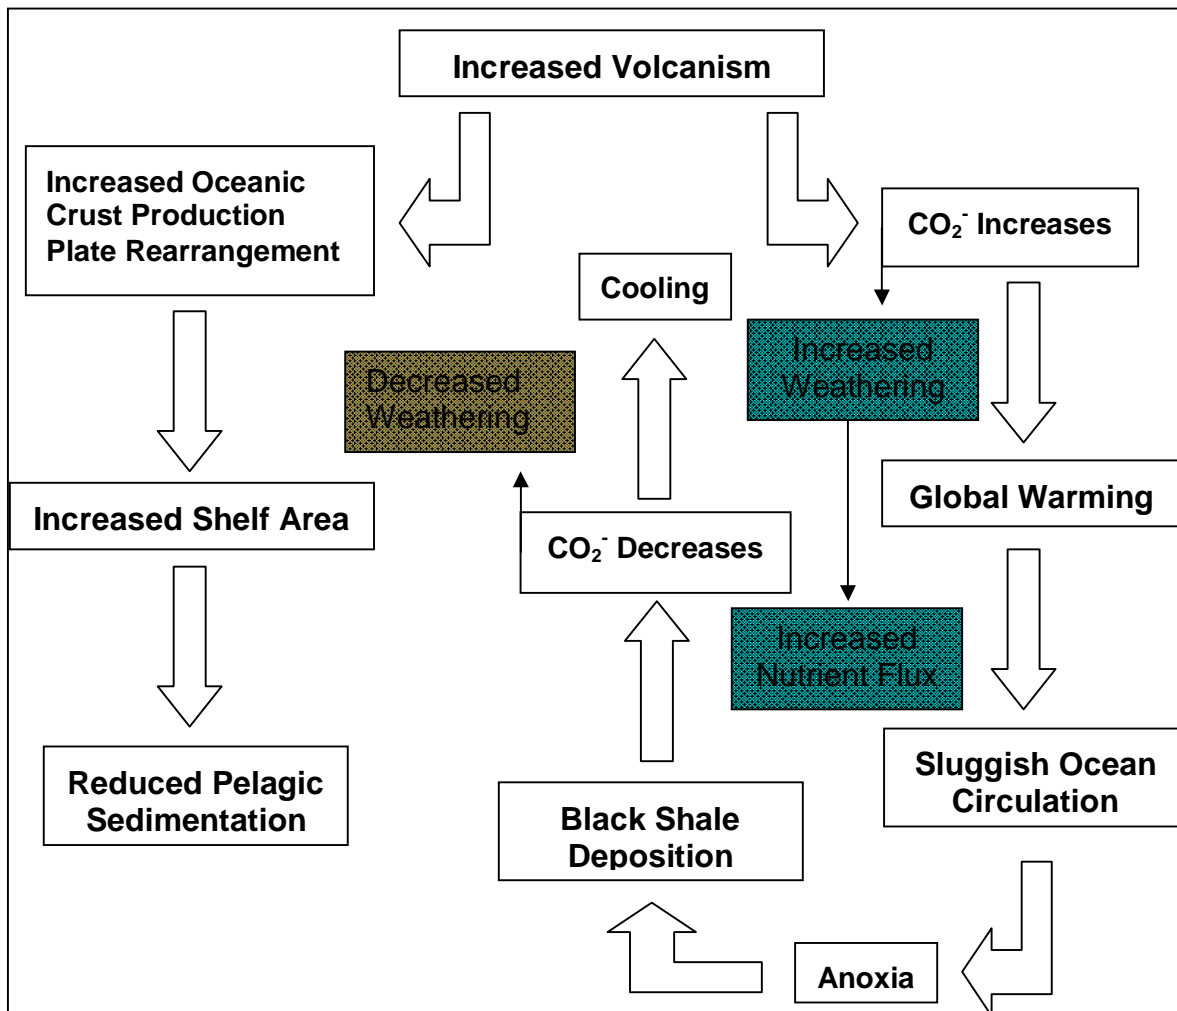 Increased Volcanism
Increased Oceanic
Crust Production
Plate Rearrangement
CO₂⁻ Increases
Cooling
Increased
Weathering
Decreased
Weathering
Increased Shelf Area
CO₂⁻ Decreases
Global Warming
Increased
Nutrient Flux
Reduced Pelagic
Sedimentation
Black Shale
Deposition
Sluggish Ocean
Circulation
Anoxia